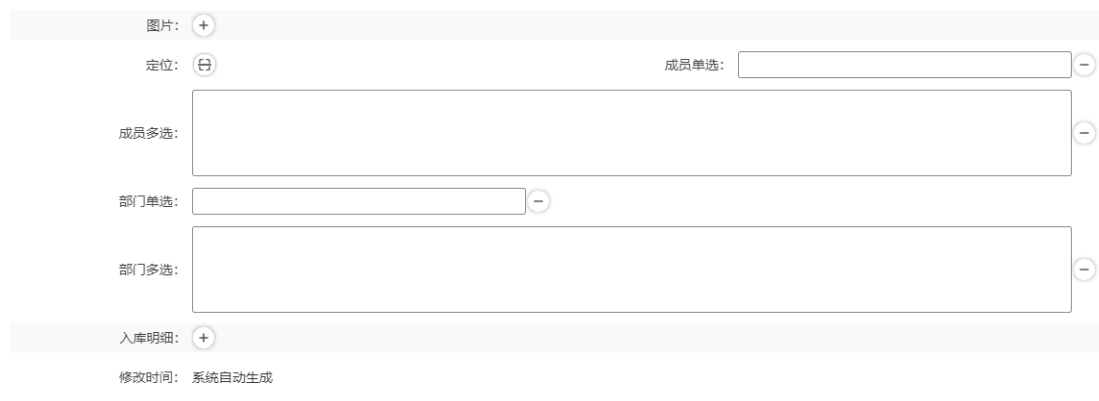 图片：
定位：
成员单选：
成员多选：
部门单选：
部门多选：
入库明细：
修改时间： 系统自动生成